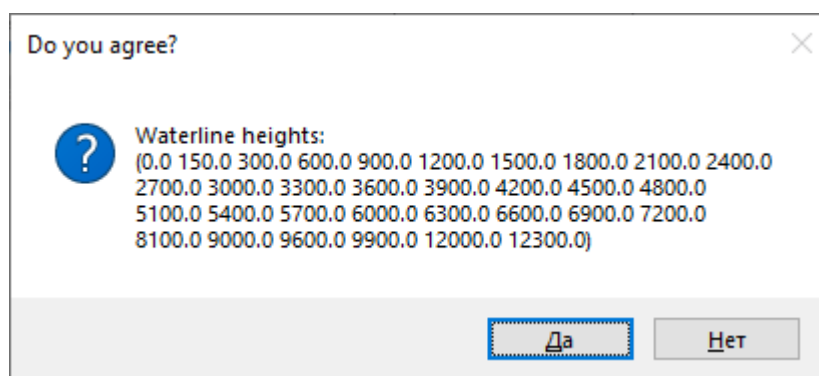 Do you agree?
Waterline heights:
(0.0 150.0 300.0 600.0 900.0 1200.0 1500.0 1800.0 2100.0 2400.0
2700.0 3000.0 3300.0 3600.0 3900.0 4200.0 4500.0 4800.0
5100.0 5400.0 5700.0 6000.0 6300.0 6600.0 6900.0 7200.0
8100.0 9000.0 9600.0 9900.0 12000.0 12300.0)
Да
Нет